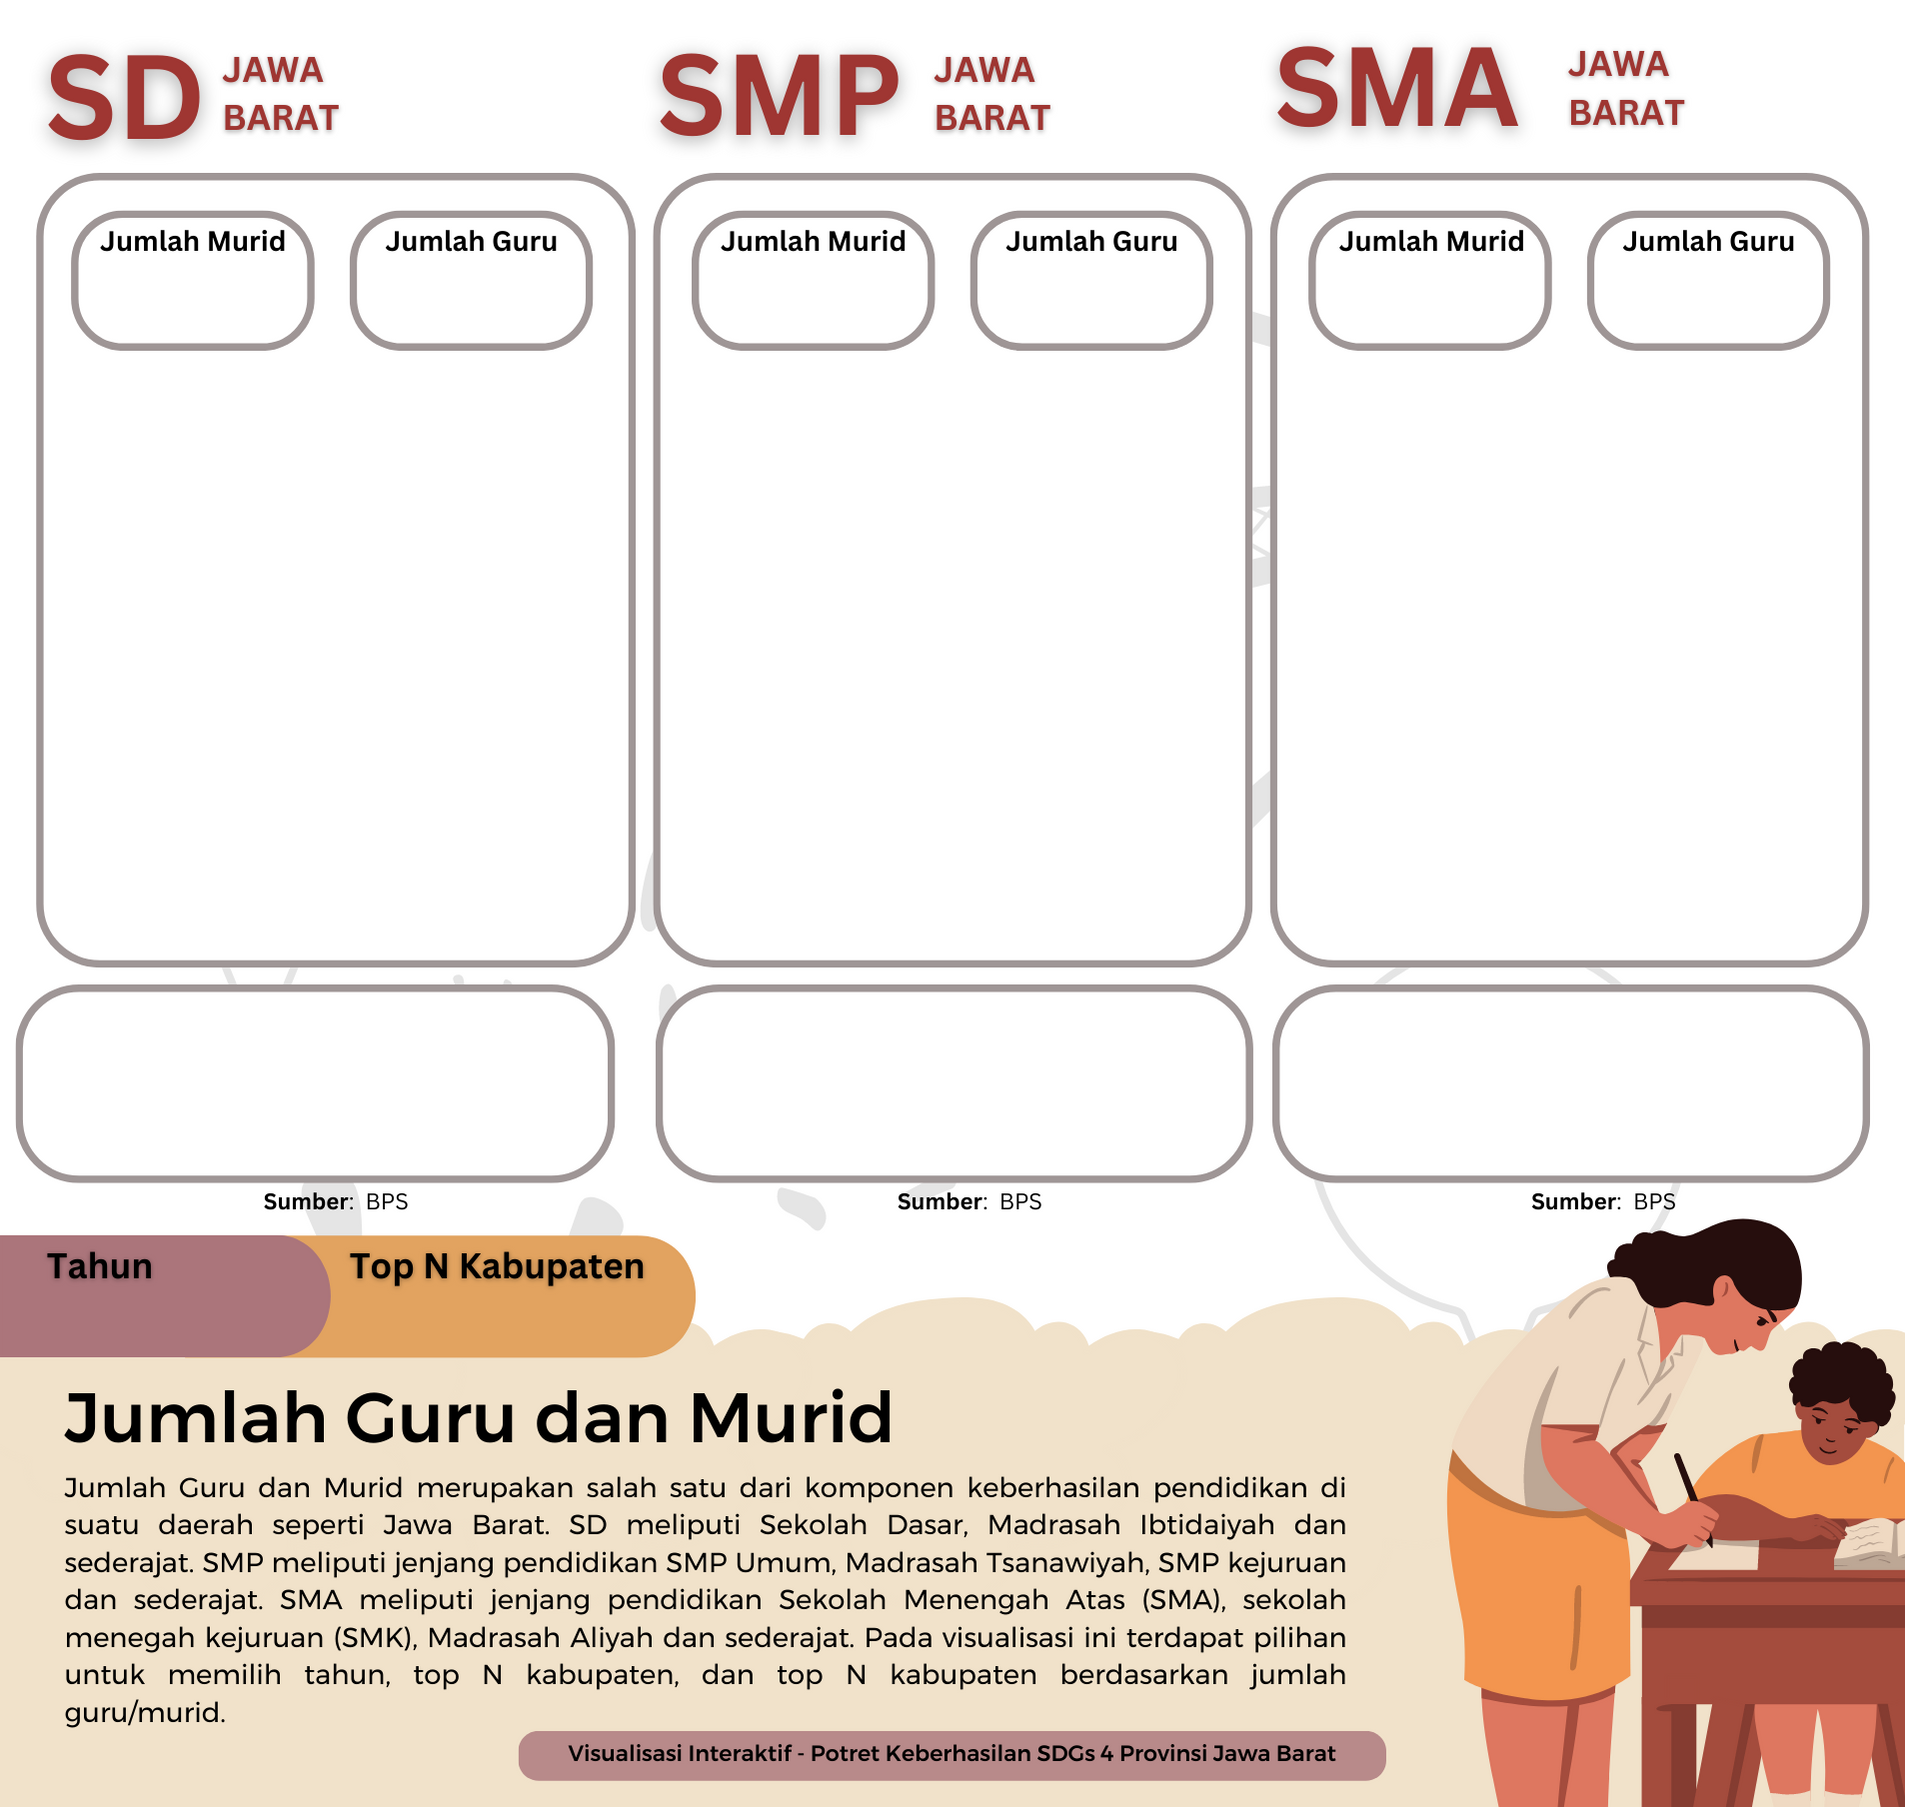 SD JAWA
BARAT
Jumlah Murid
Jumlah Guru
Sumber: BPS
SMP JAWA
BARAT
Jumlah Murid
Jumlah Guru
Sumber: BPS
SMA JAWA
BARAT
Jumlah Murid
Jumlah Guru
Sumber: BPS
Tahun
Top N Kabupaten
Jumlah Guru dan Murid
Jumlah Guru dan Murid merupakan salah satu dari komponen keberhasilan pendidikan di
suatu daerah seperti Jawa Barat. SD meliputi Sekolah Dasar, Madrasah Ibtidaiyah dan
sederajat. SMP meliputi jenjang pendidikan SMP Umum, Madrasah Tsanawiyah, SMP kejuruan
dan sederajat. SMA meliputi jenjang pendidikan Sekolah Menengah Atas (SMA), sekolah
menegah kejuruan (SMK), Madrasah Aliyah dan sederajat. Pada visualisasi ini terdapat pilihan
untuk memilih tahun, top N kabupaten, dan top N kabupaten berdasarkan jumlah
guru/murid.
Visualisasi Interaktif - Potret Keberhasilan SDGs 4 Provinsi Jawa Barat